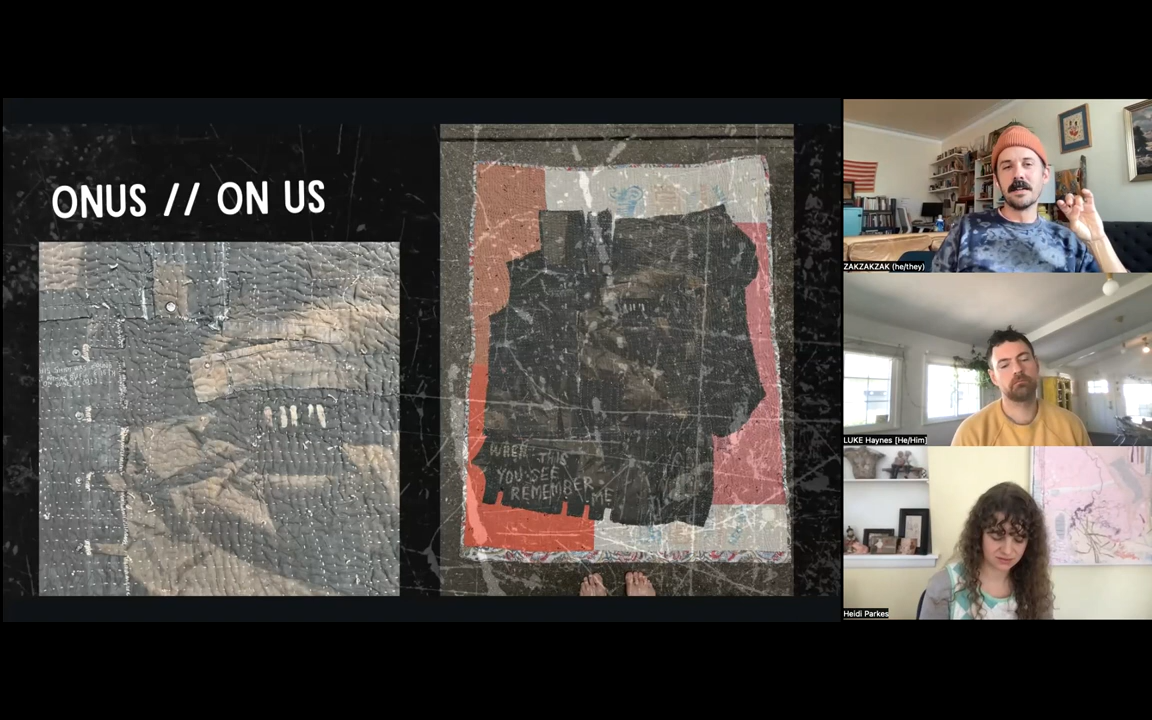 ONUS // ON US
WHEN THIS
YOU SEE
REMEMBER ME
ZAKZAKZAK (he/they)
LUKE Haynes [He/Him]
Heidi Parkes